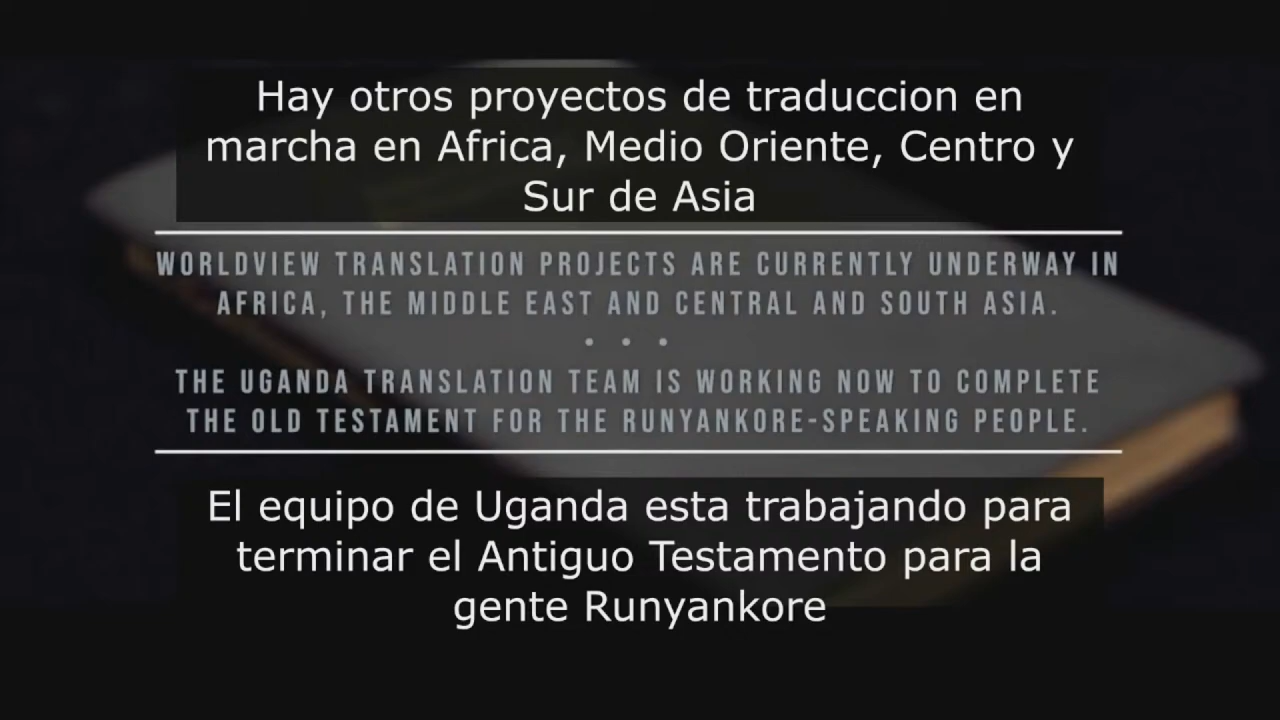 Hay otros proyectos de traduccion en
marcha en Africa, Medio Oriente, Centro y
Sur de Asia
WORLDVIEW TRANSLATION PROJECTS ARE CURRENTLY UNDERWAY IN
AFRICA, THE MIDDLE EAST AND CENTRAL AND SOUTH ASIA.
• • •
THE UGANDA TRANSLATION TEAM IS WORKING NOW TO COMPLETE
THE OLD TESTAMENT FOR THE RUNYANKORE-SPEAKING PEOPLE.
El equipo de Uganda esta trabajando para
terminar el Antiguo Testamento para la
gente Runyankore